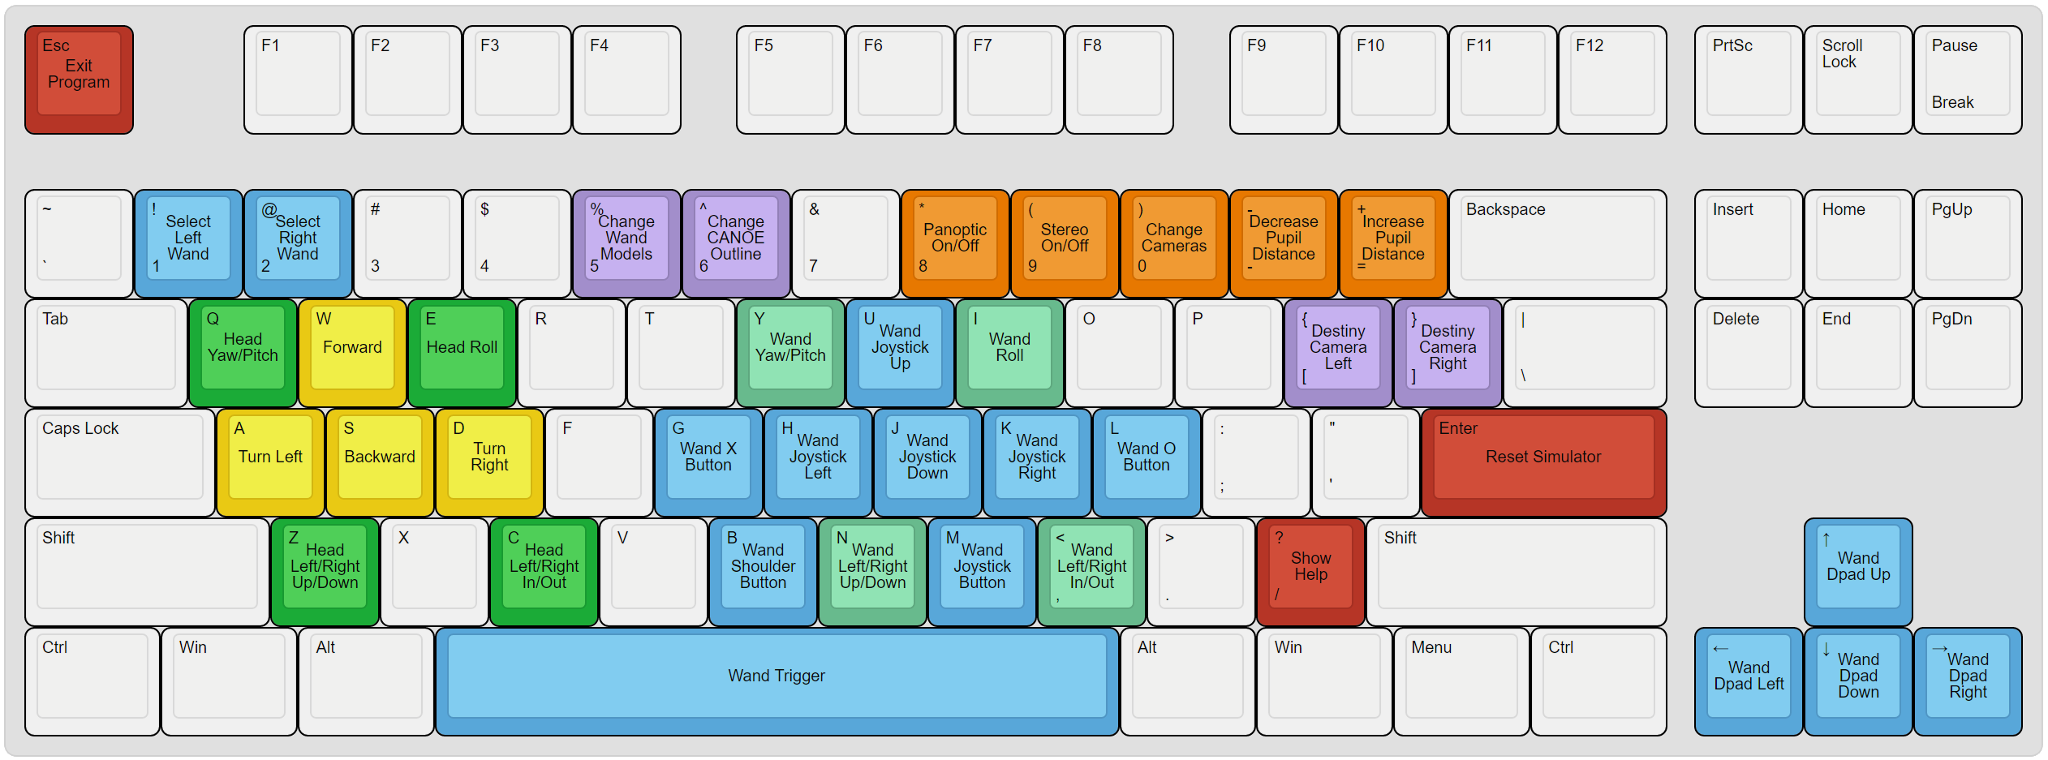 Esc
Exit
Program
F1
F2
F3
F4
F5
F6
F7
F8
F9
F10
F11
F12
PrtSc
Scroll
Lock
Pause
Break
~
`
!
Select
Left
Wand
1
@
Select
Right
Wand
2
#
3
$
4
%
Change
Wand
Models
5
^
Change
CANOE
Outline
6
&
7
*
Panoptic
On/Off
8
(
Stereo
On/Off
9
)
Change
Cameras
0
-
Decrease
Pupil
Distance
-
+
Increase
Pupil
Distance
=
Backspace
Insert
Home
PgUp
Tab
Q
Head
Yaw/Pitch
W
Forward
E
Head Roll
R
T
Y
Wand
Yaw/Pitch
U
Wand
Joystick
Up
I
Wand
Roll
O
P
{
Destiny
Camera
Left
[
}
Destiny
Camera
Right
]
|
\
Delete
End
PgDn
Caps Lock
A
Turn Left
S
Backward
D
Turn
Right
F
G
Wand X
Button
H
Wand
Joystick
Left
J
Wand
Joystick
Down
K
Wand
Joystick
Right
L
Wand O
Button
:
;
"
'
Enter
Reset Simulator
Shift
Z
Head
Left/Right
Up/Down
X
C
Head
Left/Right
In/Out
V
B
Wand
Shoulder
Button
N
Wand
Left/Right
Up/Down
M
Wand
Joystick
Button
<
Wand
Left/Right
In/Out
,
>
.
?
Show
Help
/
Shift
↑
Wand
Dpad Up
Ctrl
Win
Alt
Wand Trigger
Alt
Win
Menu
Ctrl
←
Wand
Dpad Left
↓
Wand
Dpad
Down
→
Wand
Dpad
Right